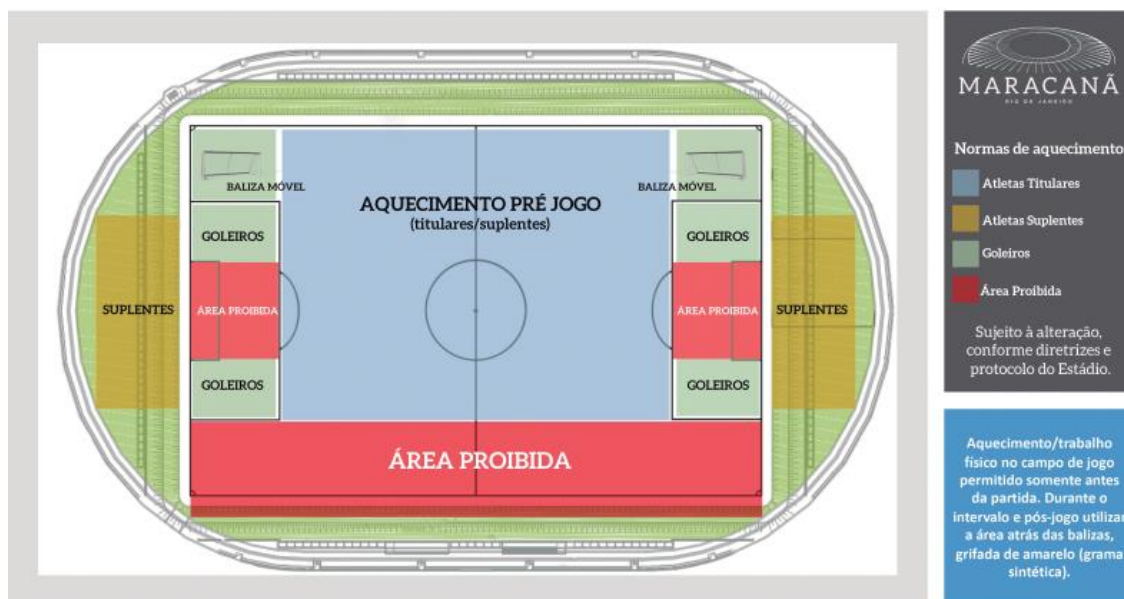 BALIZA MÓVEL
BALIZA MÓVEL
AQUECIMENTO PRÉ JOGO
(titulares/suplentes)
GOLEIROS
GOLEIROS
SUPLENTES
ÁREA PROIBIDA
ÁREA PROIBIDA
SUPLENTES
GOLEIROS
GOLEIROS
ÁREA PROIBIDA
MARACANÃ
RIO DE JANEIRO
Normas de aquecimento
Atletas Titulares
Atletas Suplentes
Goleiros
Área Proibida
Sujeito à alteração,
conforme diretrizes e
protocolo do Estádio.
Aquecimento/trabalho
físico no campo de jogo
permitido somente antes
da partida. Durante o
intervalo e pós-jogo utilizar
a área atrás das balizas,
grifada de amarelo (grama
sintética).